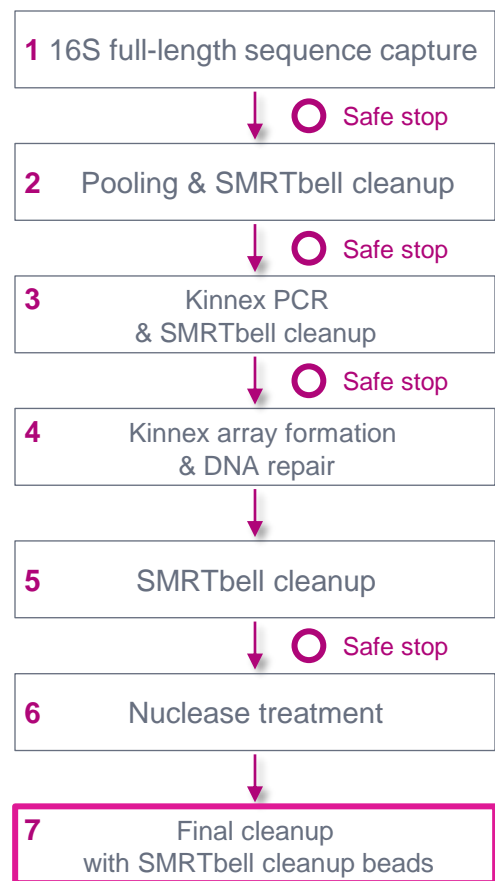 1 16S full-length sequence capture
Safe stop
2 Pooling & SMRTbell cleanup
Safe stop
3 Kinnex PCR
& SMRTbell cleanup
Safe stop
4 Kinnex array formation
& DNA repair
5 SMRTbell cleanup
Safe stop
6 Nuclease treatment
7 Final cleanup
with SMRTbell cleanup beads